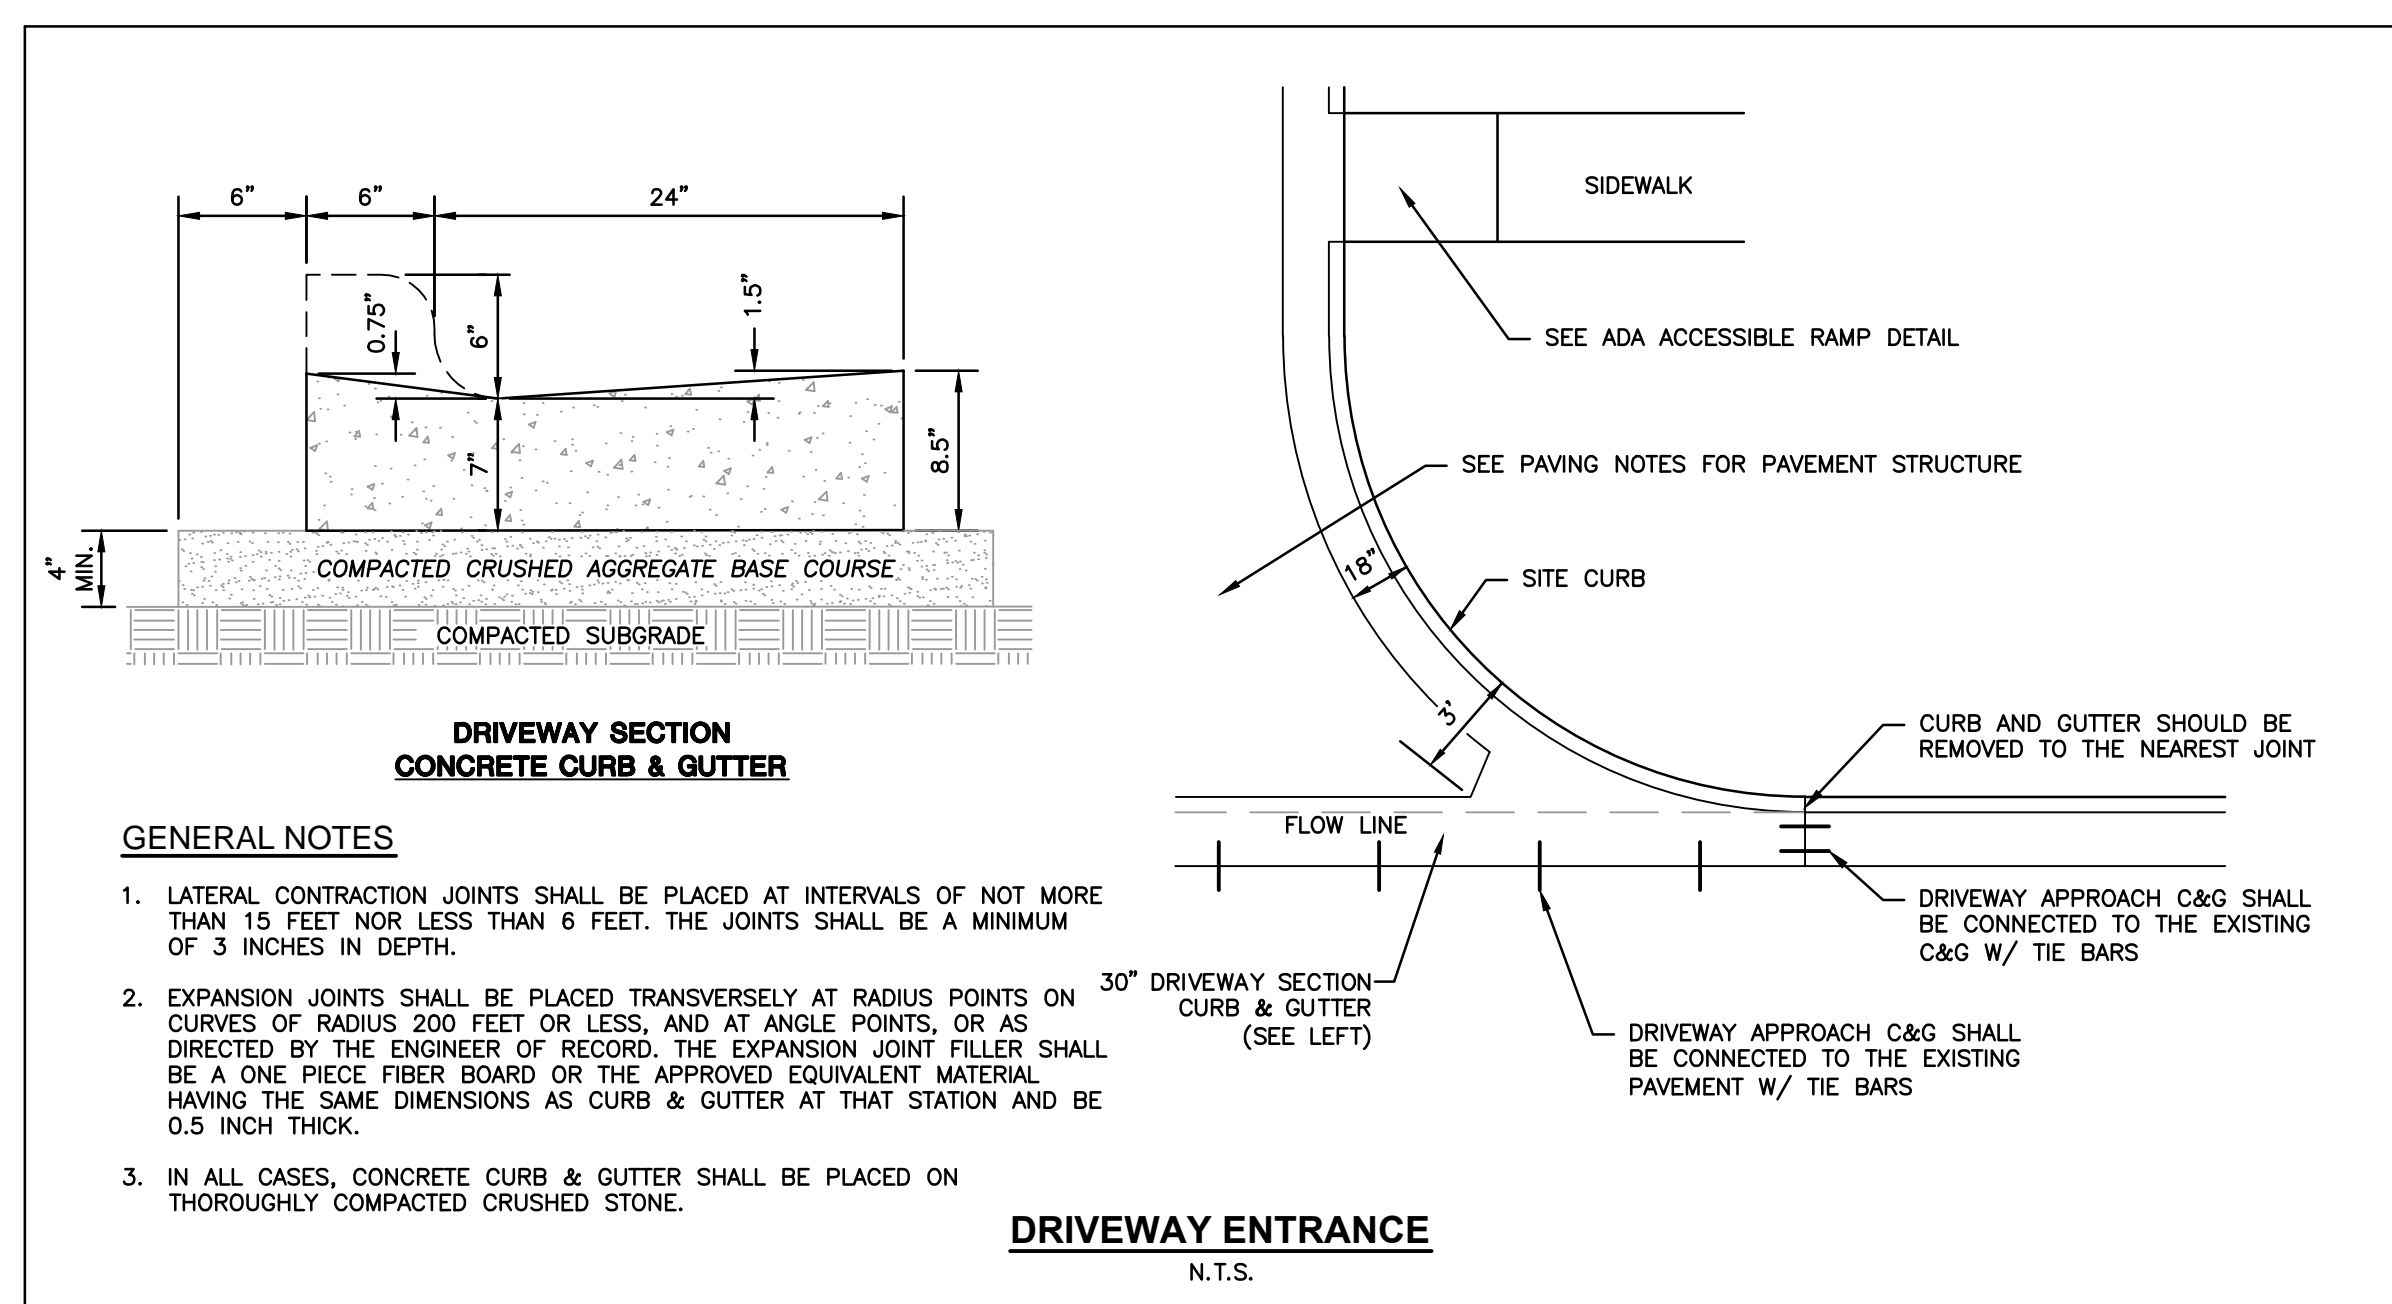 6”
6”
24”
0.75”
6”
1.5”
7”
8.5”
4”
MIN.
COMPACTED CRUSHED AGGREGATE BASE COURSE
COMPACTED SUBGRADE
DRIVEWAY SECTION
CONCRETE CURB & GUTTER
GENERAL NOTES
1. LATERAL CONTRACTION JOINTS SHALL BE PLACED AT INTERVALS OF NOT MORE
THAN 15 FEET NOR LESS THAN 6 FEET. THE JOINTS SHALL BE A MINIMUM
OF 3 INCHES IN DEPTH.
2. EXPANSION JOINTS SHALL BE PLACED TRANSVERSELY AT RADIUS POINTS ON
CURVES OF RADIUS 200 FEET OR LESS, AND AT ANGLE POINTS, OR AS
DIRECTED BY THE ENGINEER OF RECORD. THE EXPANSION JOINT FILLER SHALL
BE A ONE PIECE FIBER BOARD OR THE APPROVED EQUIVALENT MATERIAL
HAVING THE SAME DIMENSIONS AS CURB & GUTTER AT THAT STATION AND BE
0.5 INCH THICK.
3. IN ALL CASES, CONCRETE CURB & GUTTER SHALL BE PLACED ON
THOROUGHLY COMPACTED CRUSHED STONE.
SIDEWALK
SEE ADA ACCESSIBLE RAMP DETAIL
SEE PAVING NOTES FOR PAVEMENT STRUCTURE
18”
SITE CURB
3’
CURB AND GUTTER SHOULD BE
REMOVED TO THE NEAREST JOINT
FLOW LINE
DRIVEWAY APPROACH C&G SHALL
BE CONNECTED TO THE EXISTING
C&G W/ TIE BARS
30” DRIVEWAY SECTION
CURB & GUTTER
(SEE LEFT)
DRIVEWAY APPROACH C&G SHALL
BE CONNECTED TO THE EXISTING
PAVEMENT W/ TIE BARS
DRIVEWAY ENTRANCE
N.T.S.